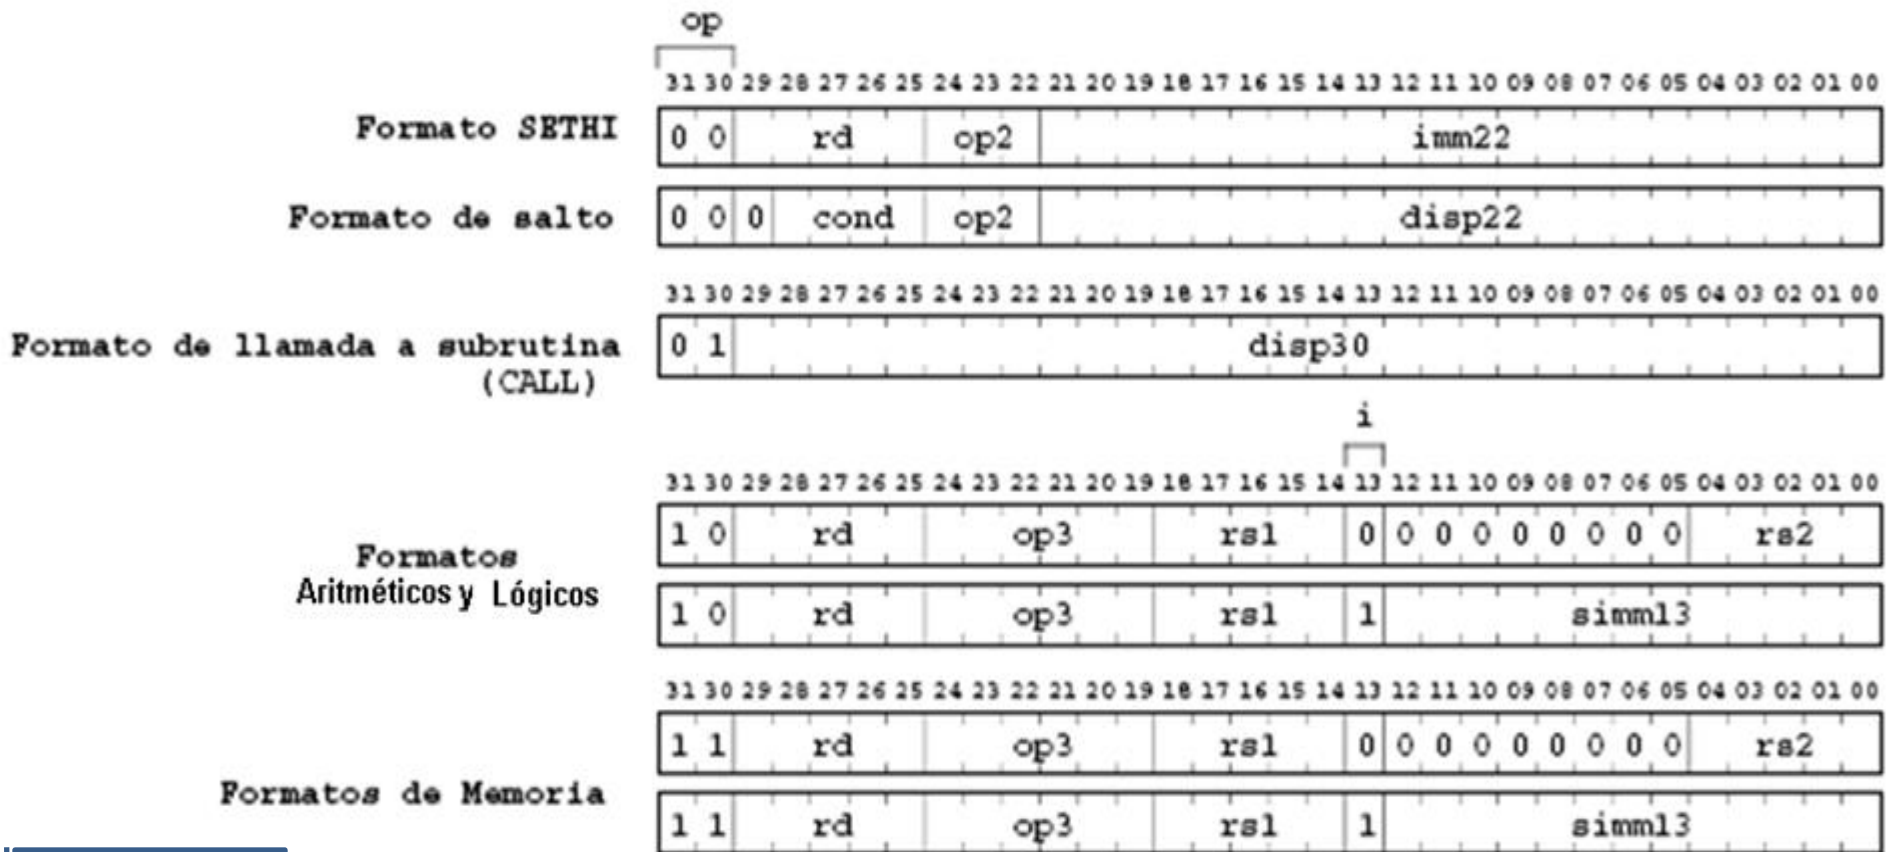 op
31 30 29 28 27 26 25 24 23 22 21 20 19 18 17 16 15 14 13 12 11 10 09 08 07 06 05 04 03 02 01 00
Formato SETHI 0 0 rd op2 imm22
Formato de salto 0 0 0 cond op2 disp22
31 30 29 28 27 26 25 24 23 22 21 20 19 18 17 16 15 14 13 12 11 10 09 08 07 06 05 04 03 02 01 00
Formato de llamada a subrutina 0 1 disp30
(CALL)
i
31 30 29 28 27 26 25 24 23 22 21 20 19 18 17 16 15 14 13 12 11 10 09 08 07 06 05 04 03 02 01 00
1 0 rd op3 rs1 0 0 0 0 0 0 0 0 0 rs2
Formatos
Aritméticos y Lógicos
1 0 rd op3 rs1 1 simm13
31 30 29 28 27 26 25 24 23 22 21 20 19 18 17 16 15 14 13 12 11 10 09 08 07 06 05 04 03 02 01 00
1 1 rd op3 rs1 0 0 0 0 0 0 0 0 0 rs2
Formatos de Memoria
1 1 rd op3 rs1 1 simm13